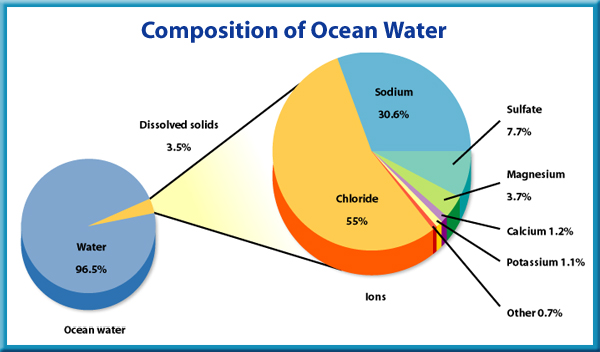 Composition of Ocean Water
Dissolved solids
3.5%
Water
96.5%
Ocean water
Sodium
30.6%
Chloride
55%
Ions
Sulfate
7.7%
Magnesium
3.7%
Calcium 1.2%
Potassium 1.1%
Other 0.7%